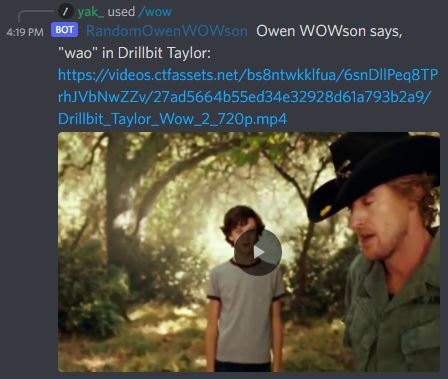 yak_ used /wow
4:19 PM BOT RandomOwenWOWson Owen WOWson says,
"wao" in Drillbit Taylor:
https://videos.ctfassets.net/bs8ntwkklfua/6snDllPeq8TP
rhJVbNwZZv/27ad5664b55ed34e32928d61a793b2a9/
Drillbit_Taylor_Wow_2_720p.mp4